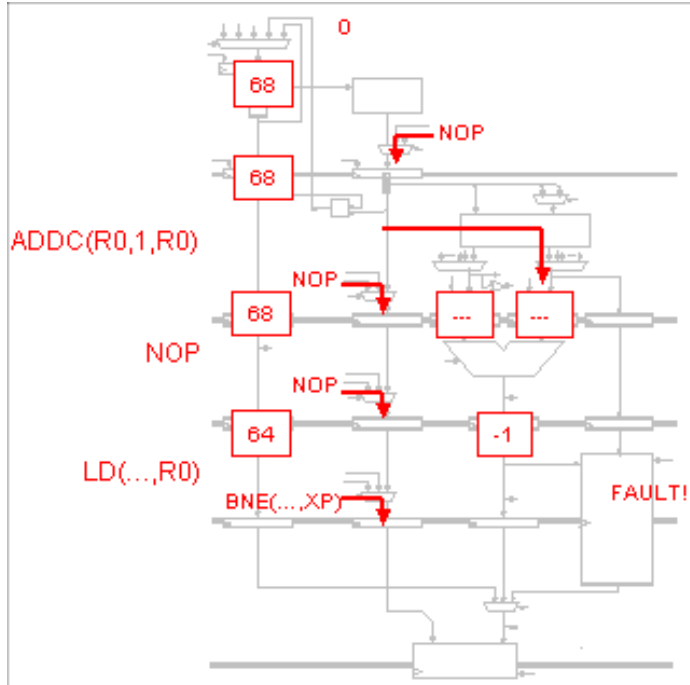 0
68
NOP
68
ADDC(R0,1,R0)
NOP
68
---
---
NOP
NOP
64
-1
LD(...,R0)
BNE(...,XP)
FAULT!